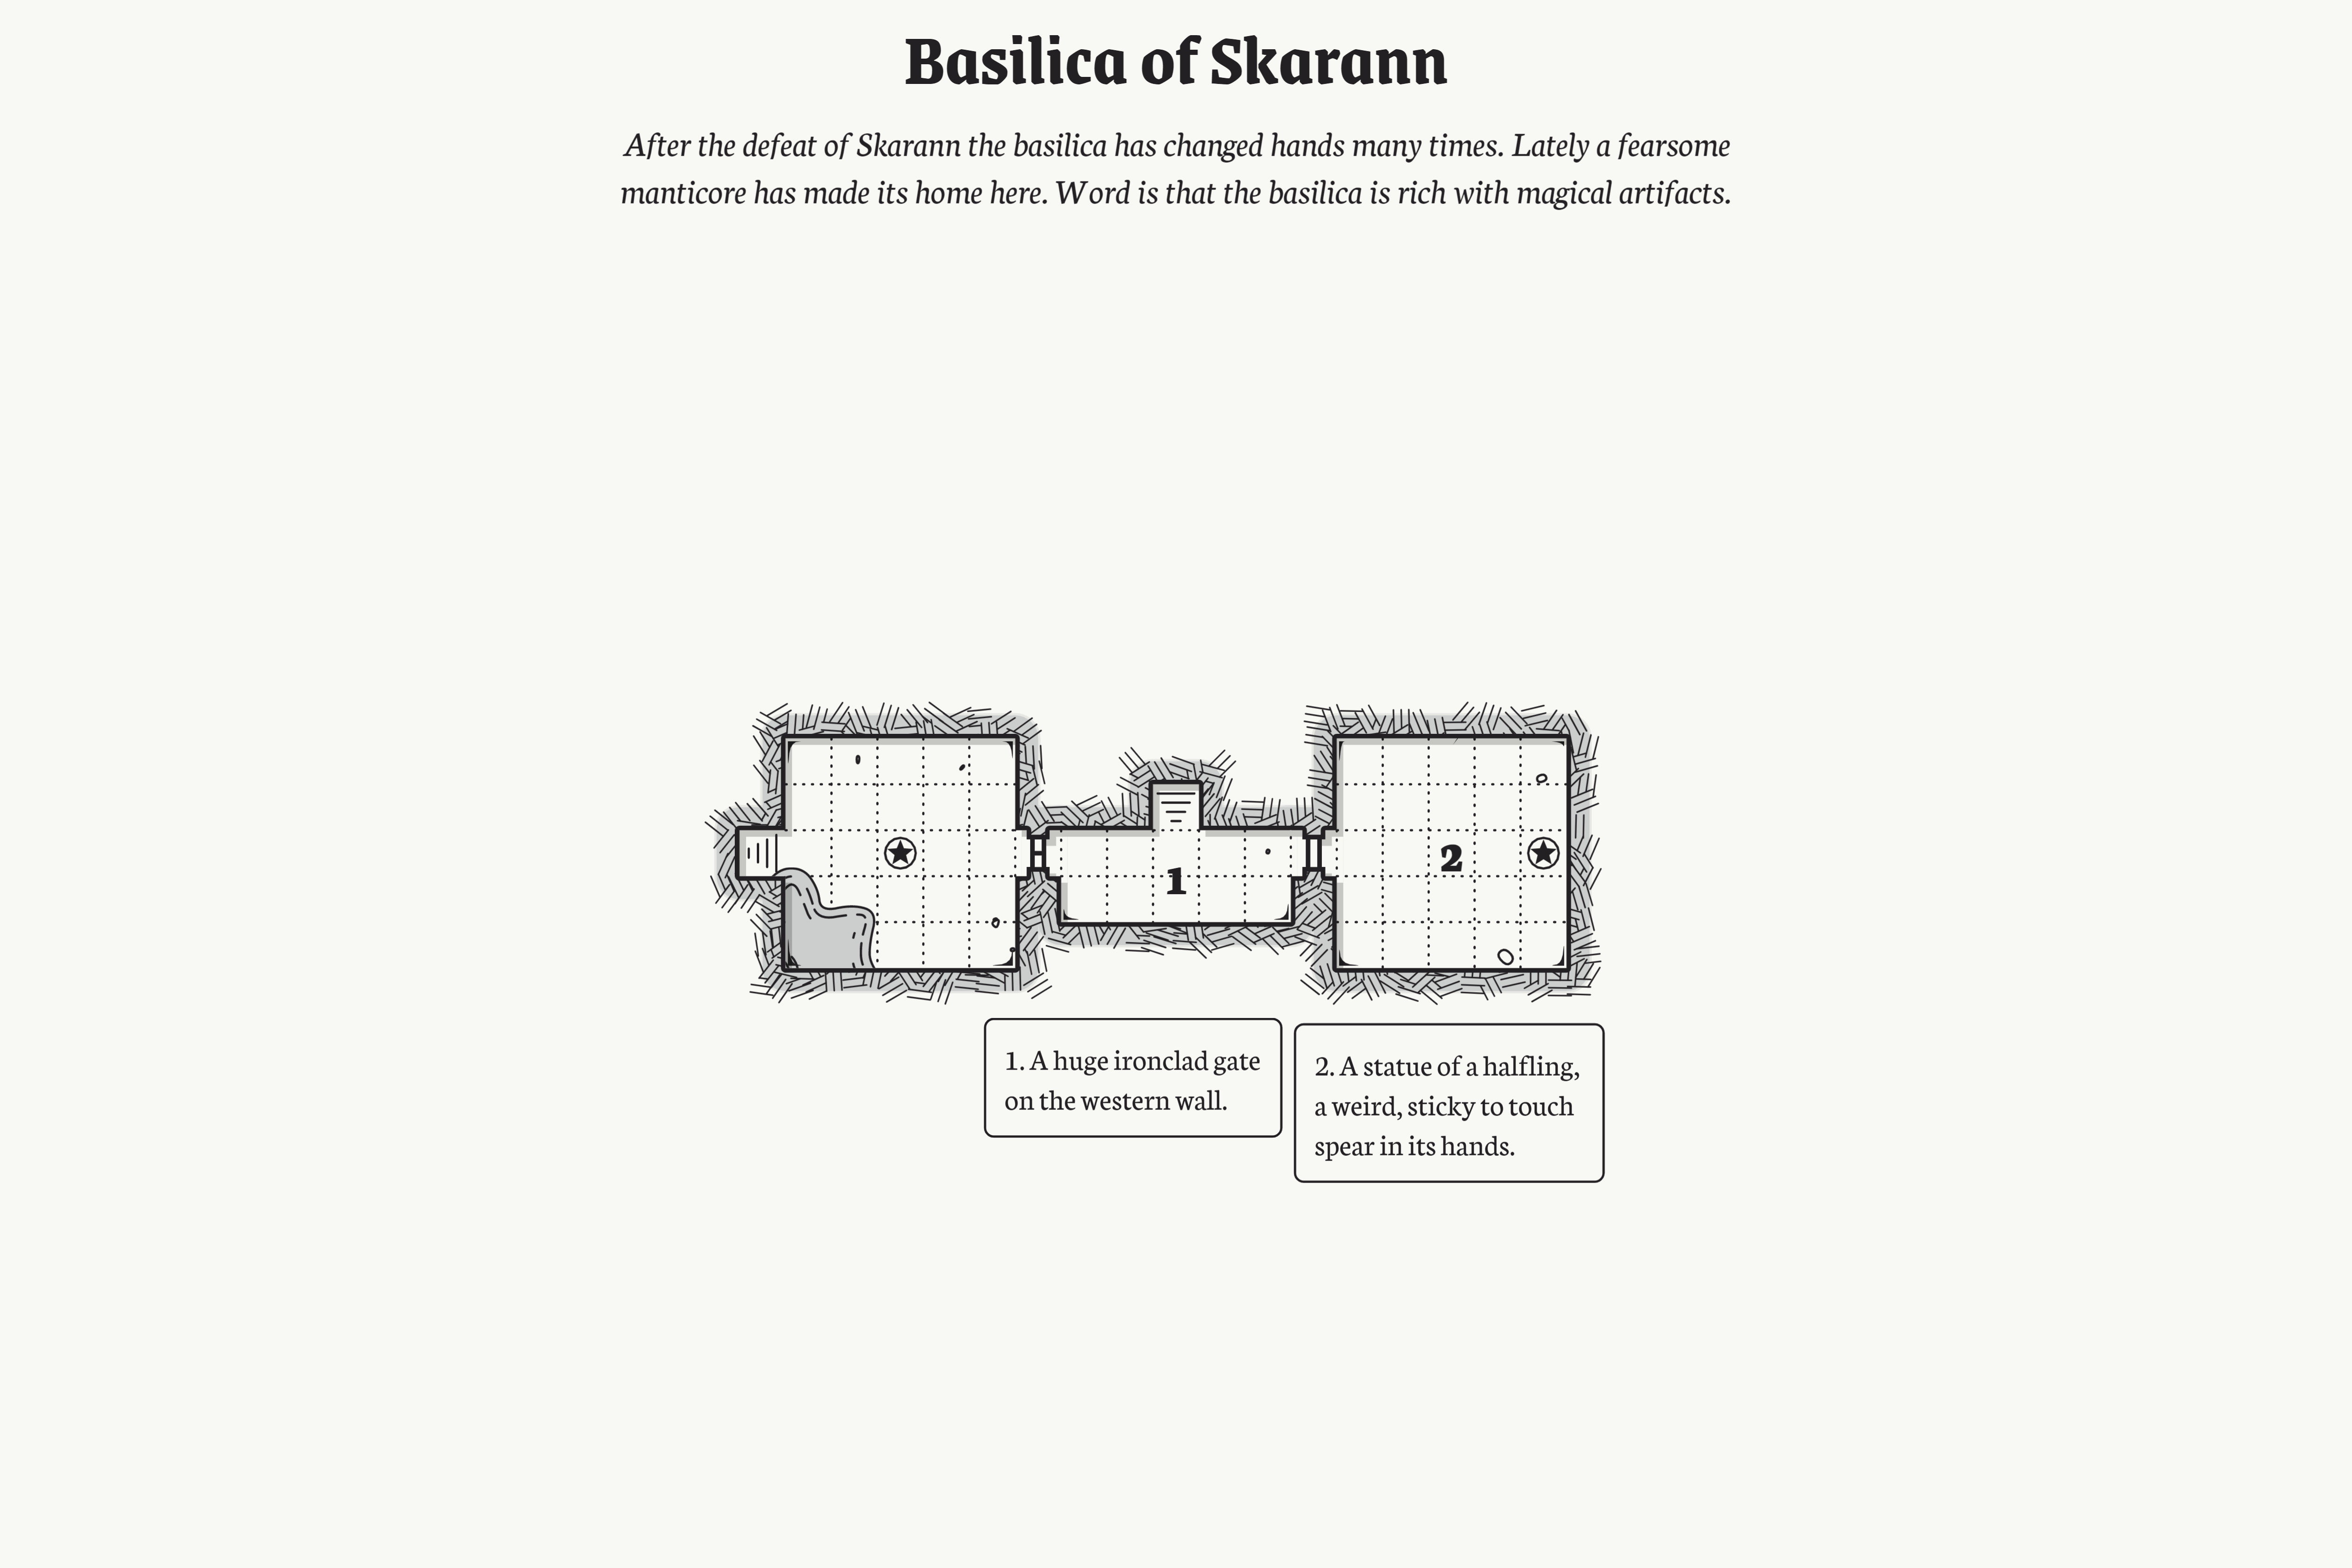 Basilica of Skarann
After the defeat of Skarann the basilica has changed hands many times. Lately a fearsome
manticore has made its home here. Word is that the basilica is rich with magical artifacts.
1
2
1. A huge ironclad gate
on the western wall.
2. A statue of a halfling,
a weird, sticky to touch
spear in its hands.